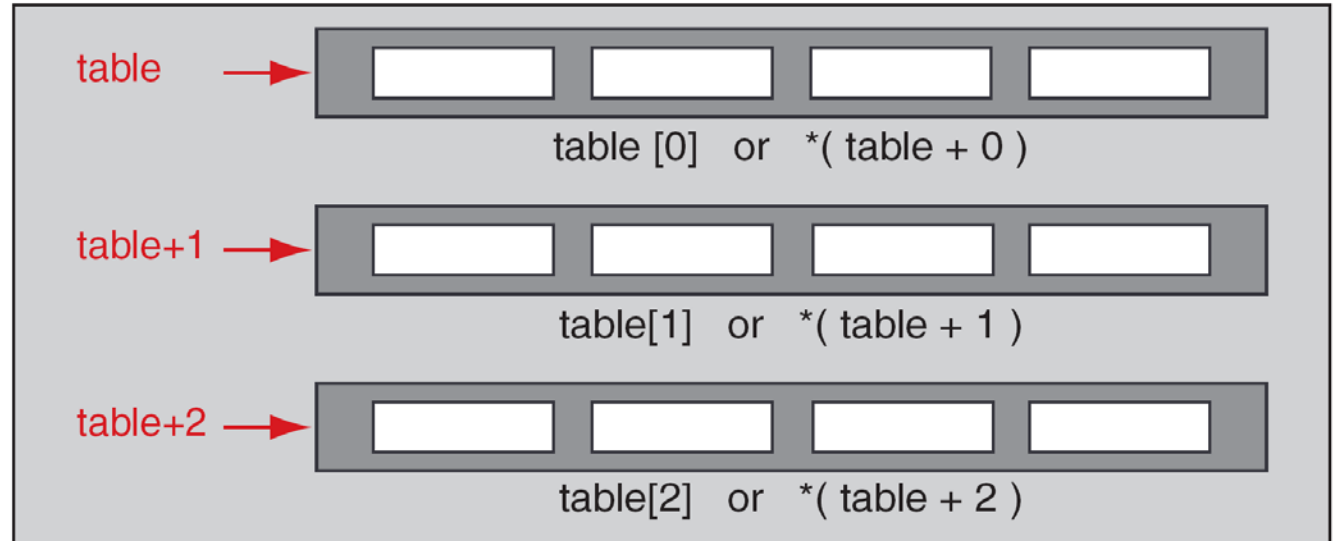 table
table [0] or *( table + 0 )
table+1
table[1] or *( table + 1 )
table+2
table[2] or *( table + 2 )